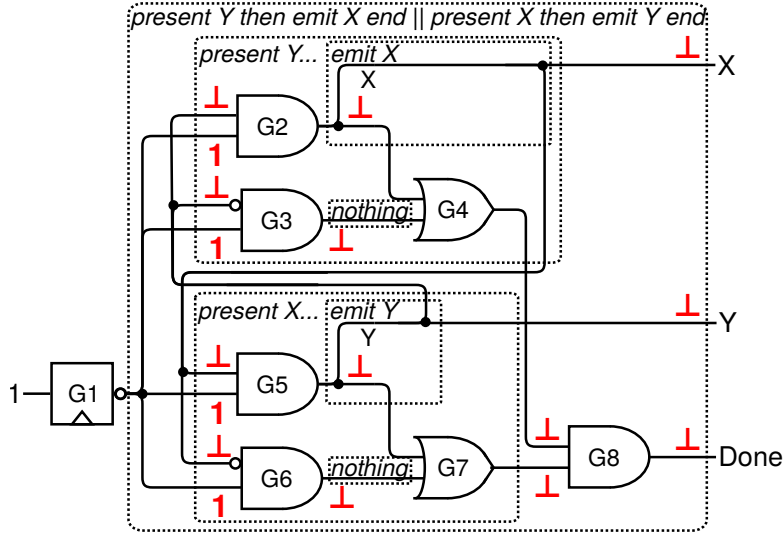 present Y then emit X end || present X then emit Y end
present Y... emit X
⊥
X
⊥
X
G2
⊥
1
⊥
G3
nothing
G4
1
⊥
present X... emit Y
⊥
Y
Y
⊥
⊥
G5
1 G1
1
⊥
G6
nothing
G7
⊥
G8
⊥
Done
1
⊥
⊥